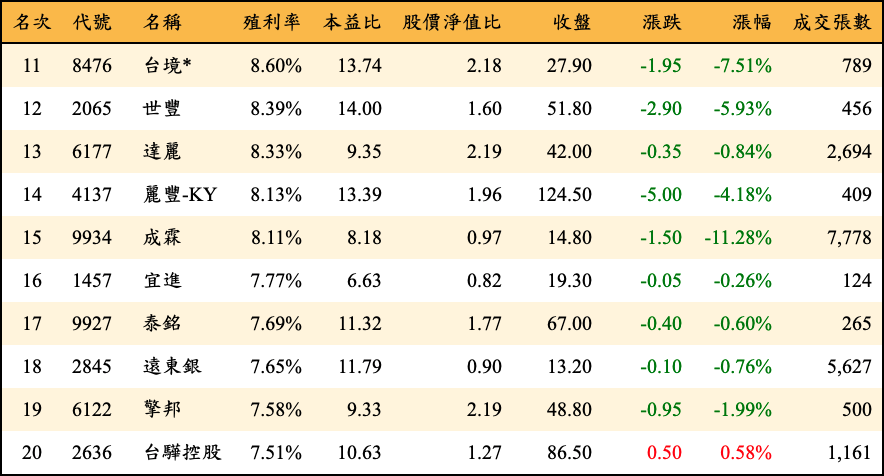 名次 代號 名稱 殖利率 本益比 股價淨值比 收盤 漲跌 漲幅 成交張數
11 8476 台境* 8.60% 13.74 2.18 27.90 -1.95 -7.51% 789
12 2065 世豐 8.39% 14.00 1.60 51.80 -2.90 -5.93% 456
13 6177 達麗 8.33% 9.35 2.19 42.00 -0.35 -0.84% 2,694
14 4137 麗豐-KY 8.13% 13.39 1.96 124.50 -5.00 -4.18% 409
15 9934 成霖 8.11% 8.18 0.97 14.80 -1.50 -11.28% 7,778
16 1457 宜進 7.77% 6.63 0.82 19.30 -0.05 -0.26% 124
17 9927 泰銘 7.69% 11.32 1.77 67.00 -0.40 -0.60% 265
18 2845 遠東銀 7.65% 11.79 0.90 13.20 -0.10 -0.76% 5,627
19 6122 擎邦 7.58% 9.33 2.19 48.80 -0.95 -1.99% 500
20 2636 台驊控股 7.51% 10.63 1.27 86.50 0.50 0.58% 1,161